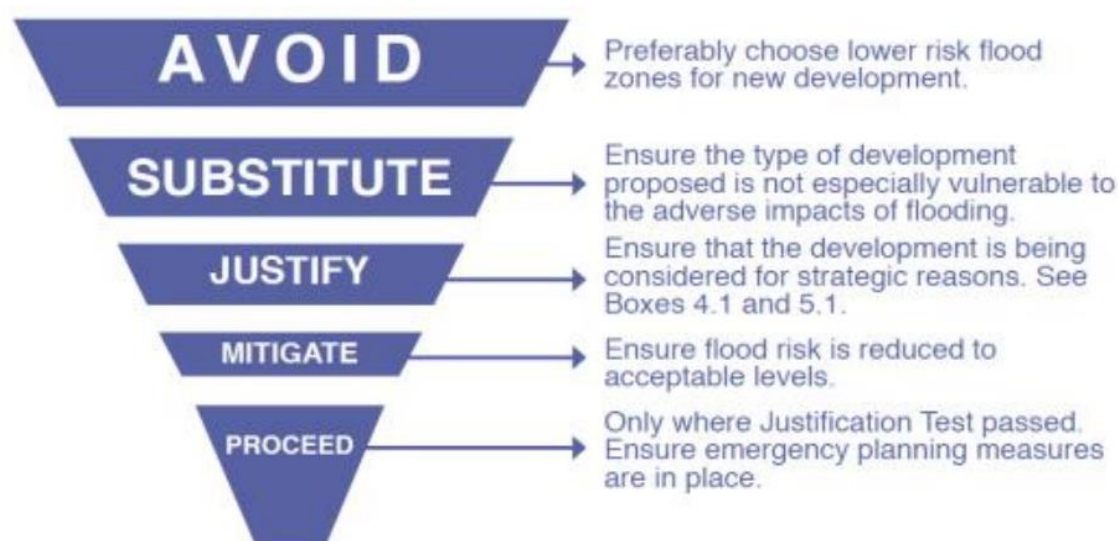 AVOID
Preferably choose lower risk flood
zones for new development.
SUBSTITUTE
Ensure the type of development
proposed is not especially vulnerable to
the adverse impacts of flooding.
JUSTIFY
Ensure that the development is being
considered for strategic reasons. See
Boxes 4.1 and 5.1.
MITIGATE
Ensure flood risk is reduced to
acceptable levels.
PROCEED
Only where Justification Test passed.
Ensure emergency planning measures
are in place.